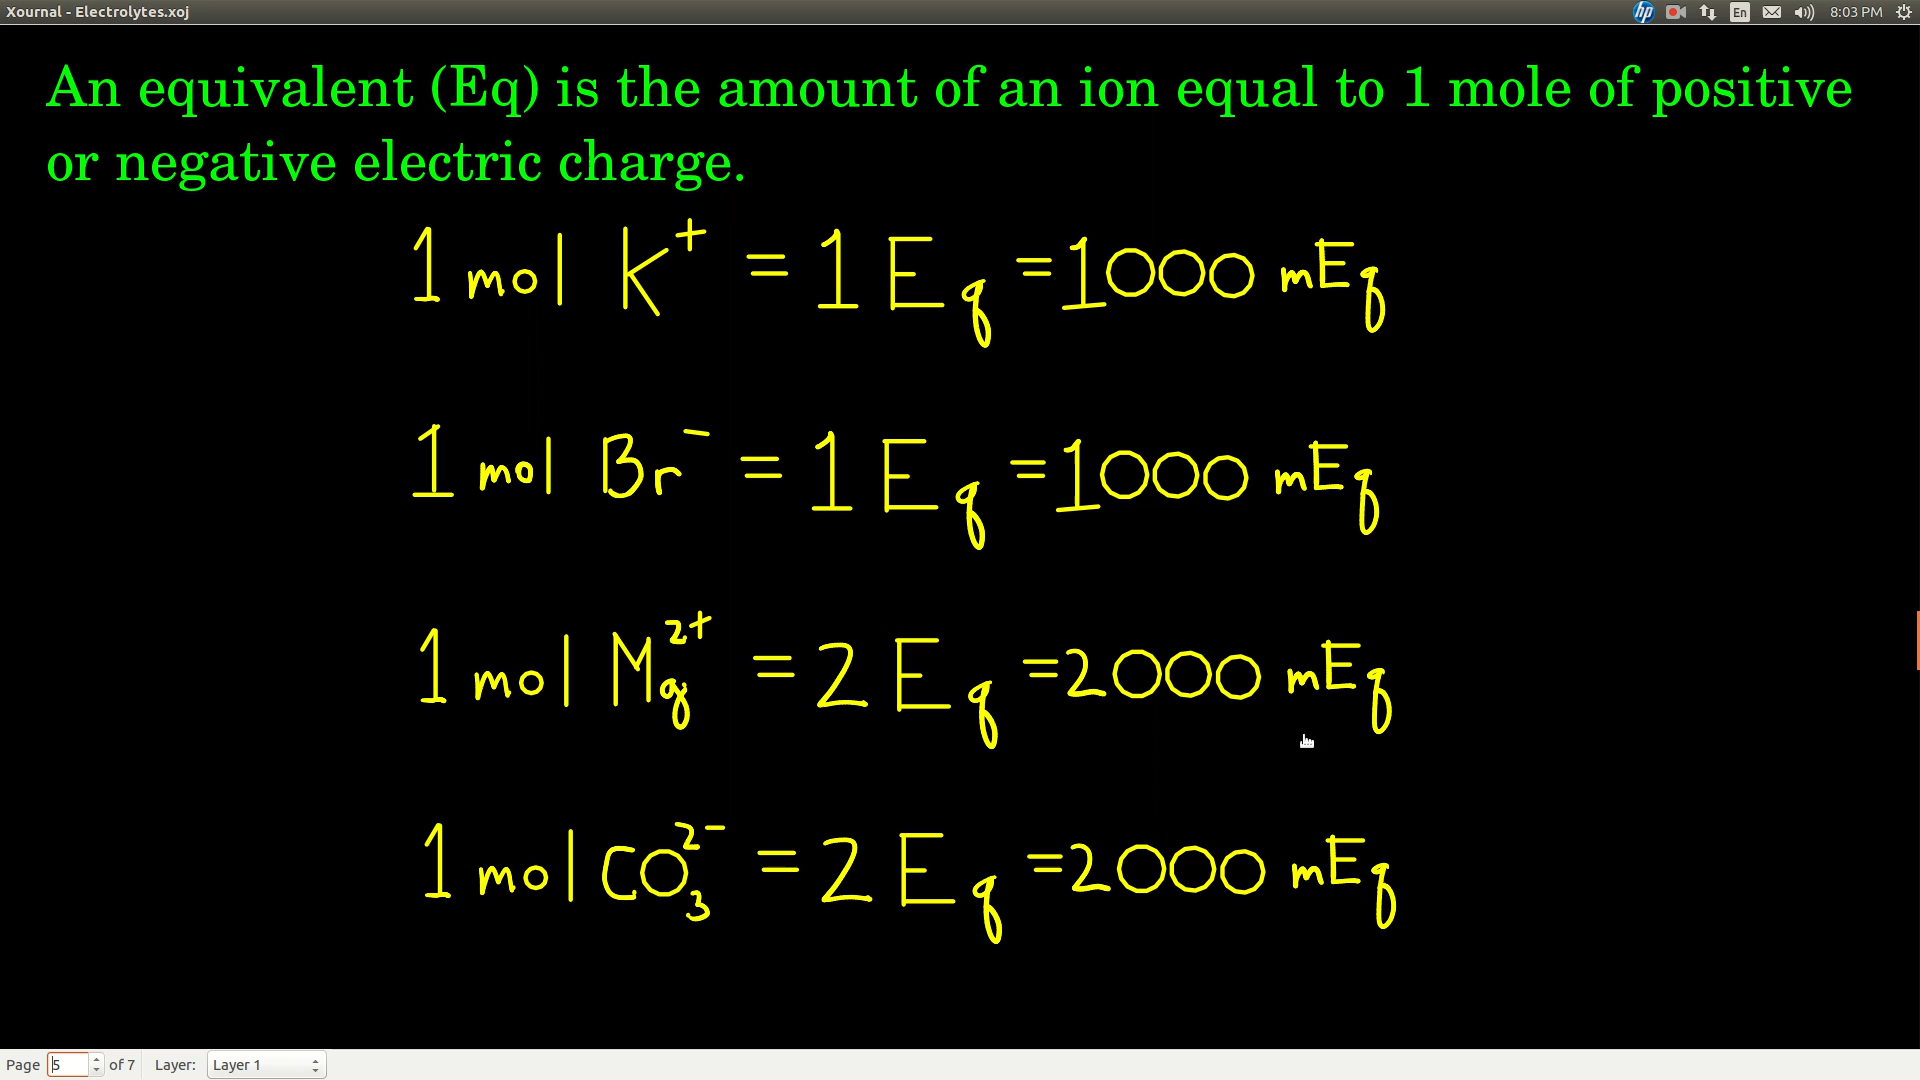 Xournal - Electrolytes.xoj
hp En 8:03 PM
An equivalent (Eq) is the amount of an ion equal to 1 mole of positive
or negative electric charge.
1 mol K⁺ = 1 Eq = 1000 mEq
1 mol Br⁻ = 1 Eq = 1000 mEq
1 mol Mg²⁺ = 2 Eq = 2000 mEq
1 mol CO₃²⁻ = 2 Eq = 2000 mEq
Page 5 of 7 Layer: Layer 1